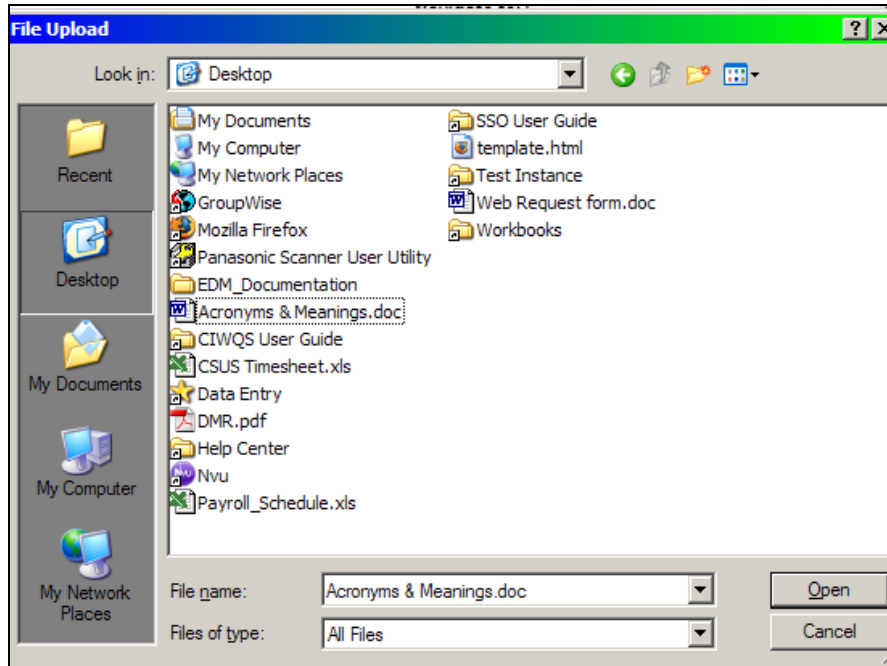 File Upload
Look in:
Desktop
Recent
Desktop
My Documents
My Computer
My Network
Places
My Documents
My Computer
My Network Places
GroupWise
Mozilla Firefox
Panasonic Scanner User Utility
EDM_Documentation
Acronyms & Meanings.doc
CIWQS User Guide
CSUS Timesheet.xls
Data Entry
DMR.pdf
Help Center
Nvu
Payroll_Schedule.xls
SSO User Guide
template.html
Test Instance
Web Request form.doc
Workbooks
File name:
Acronyms & Meanings.doc
Open
Files of type:
All Files
Cancel